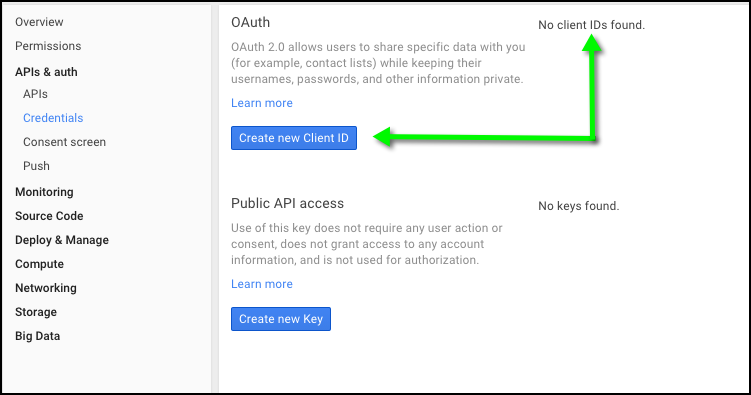 Overview
Permissions
APIs & auth
APIs
Credentials
Consent screen
Push
Monitoring
Source Code
Deploy & Manage
Compute
Networking
Storage
Big Data
OAuth
OAuth 2.0 allows users to share specific data with you
(for example, contact lists) while keeping their
usernames, passwords, and other information private.
Learn more
Create new Client ID
No client IDs found.
Public API access
Use of this key does not require any user action or
consent, does not grant access to any account
information, and is not used for authorization.
Learn more
Create new Key
No keys found.